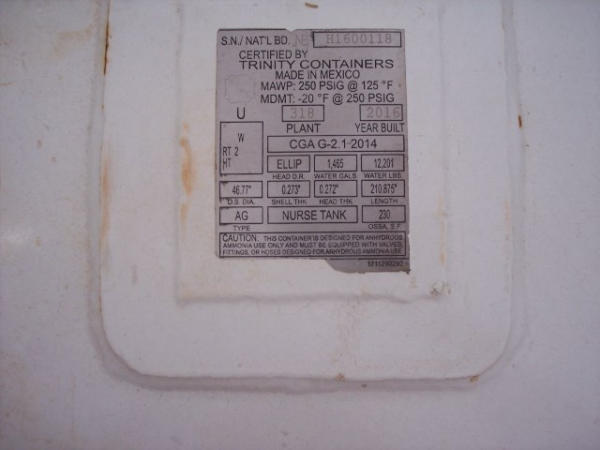 S.N./ NAT'L BD. NB H1600118
CERTIFIED BY
TRINITY CONTAINERS
MADE IN MEXICO
MAWP: 250 PSIG @ 125 °F
MDMT: -20 °F @ 250 PSIG
U 318 2016
PLANT YEAR BUILT
W
RT 2
HT
CGA G-2.1-2014
ELLIP 1,465 12,201
HEAD D.R. WATER GALS WATER LBS
46.77" 0.273" 0.272" 210.875"
O.S. DIA. SHELL THK HEAD THK LENGTH
AG NURSE TANK 230
TYPE OSSA, S.F.
CAUTION: THIS CONTAINER IS DESIGNED FOR ANHYDROUS
AMMONIA USE ONLY AND MUST BE EQUIPPED WITH VALVES,
FITTINGS, OR HOSES DESIGNED FOR ANHYDROUS AMMONIA